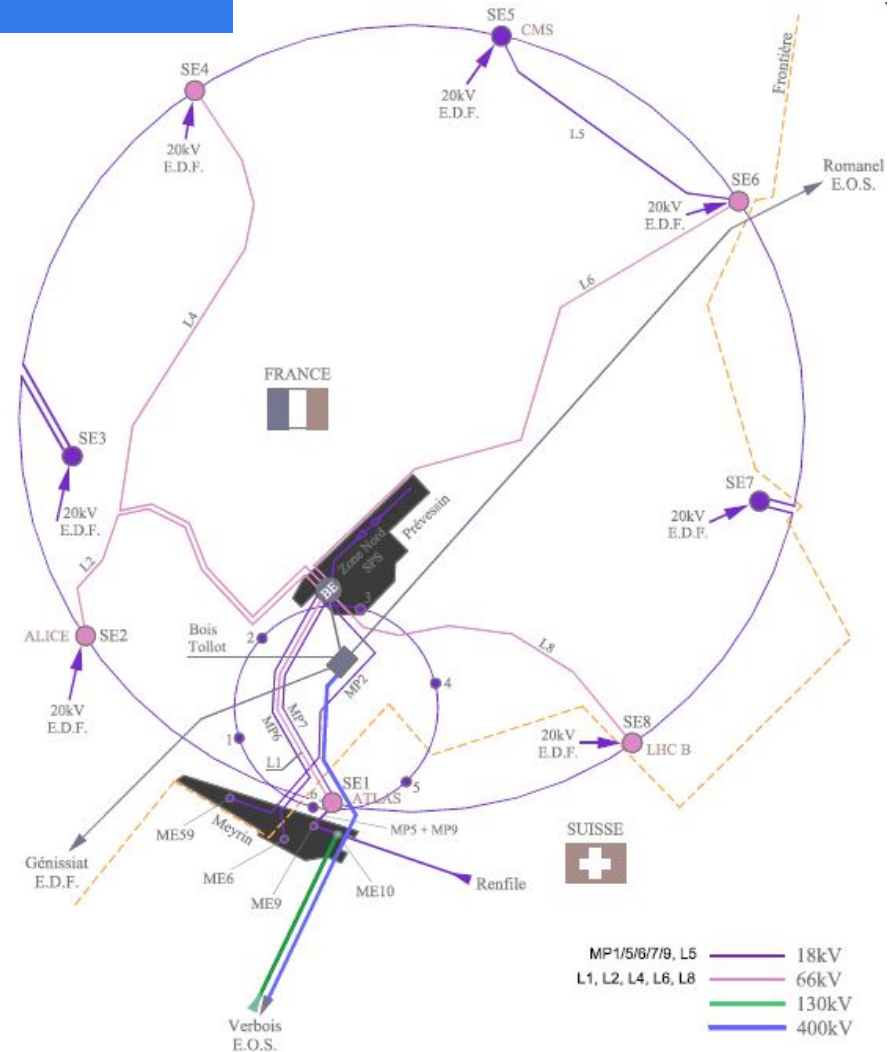 SE5
CMS
SE4
20kV
E.D.F.
20kV
E.D.F.
Frontière
L5
Romanel
E.O.S.
SE6
20kV
E.D.F.
L6
L4
FRANCE
SE3
20kV
E.D.F.
SE7
20kV
E.D.F.
Prévessin
Zone Nord
SPS
BE
L2
3
ALICE
SE2
2
Bois
Tollot
L8
20kV
E.D.F.
MP2
4
MP7
MP6
1
SE8
20kV
E.D.F.
LHC B
L1
SE1
ATLAS
5
6
MP5 + MP9
Meyrin
ME59
SUISSE
Génissiat
E.D.F.
ME6
ME9
ME10
Renfile
MP1/5/6/7/9, L5
18kV
L1, L2, L4, L6, L8
66kV
130kV
400kV
Verbois
E.O.S.